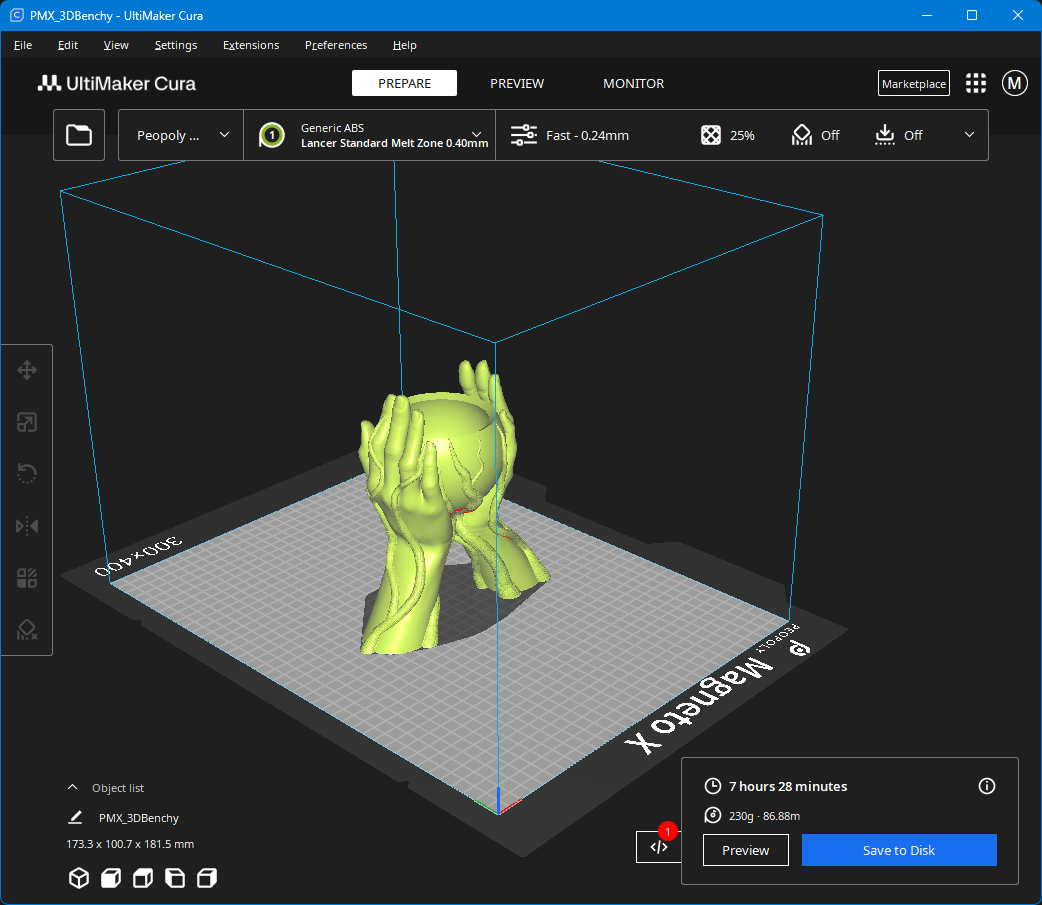 PMX_3DBenchy - UltiMaker Cura
File Edit View Settings Extensions Preferences Help
UltiMaker Cura
PREPARE PREVIEW MONITOR
Marketplace
M
Peopoly ...
1
Generic ABS
Lancer Standard Melt Zone 0.40mm
Fast - 0.24mm
25%
Off
Off
300x400
PEOPOLY
Magneto X
Object list
PMX_3DBenchy
173.3 x 100.7 x 181.5 mm
1
7 hours 28 minutes
230g · 86.88m
Preview
Save to Disk